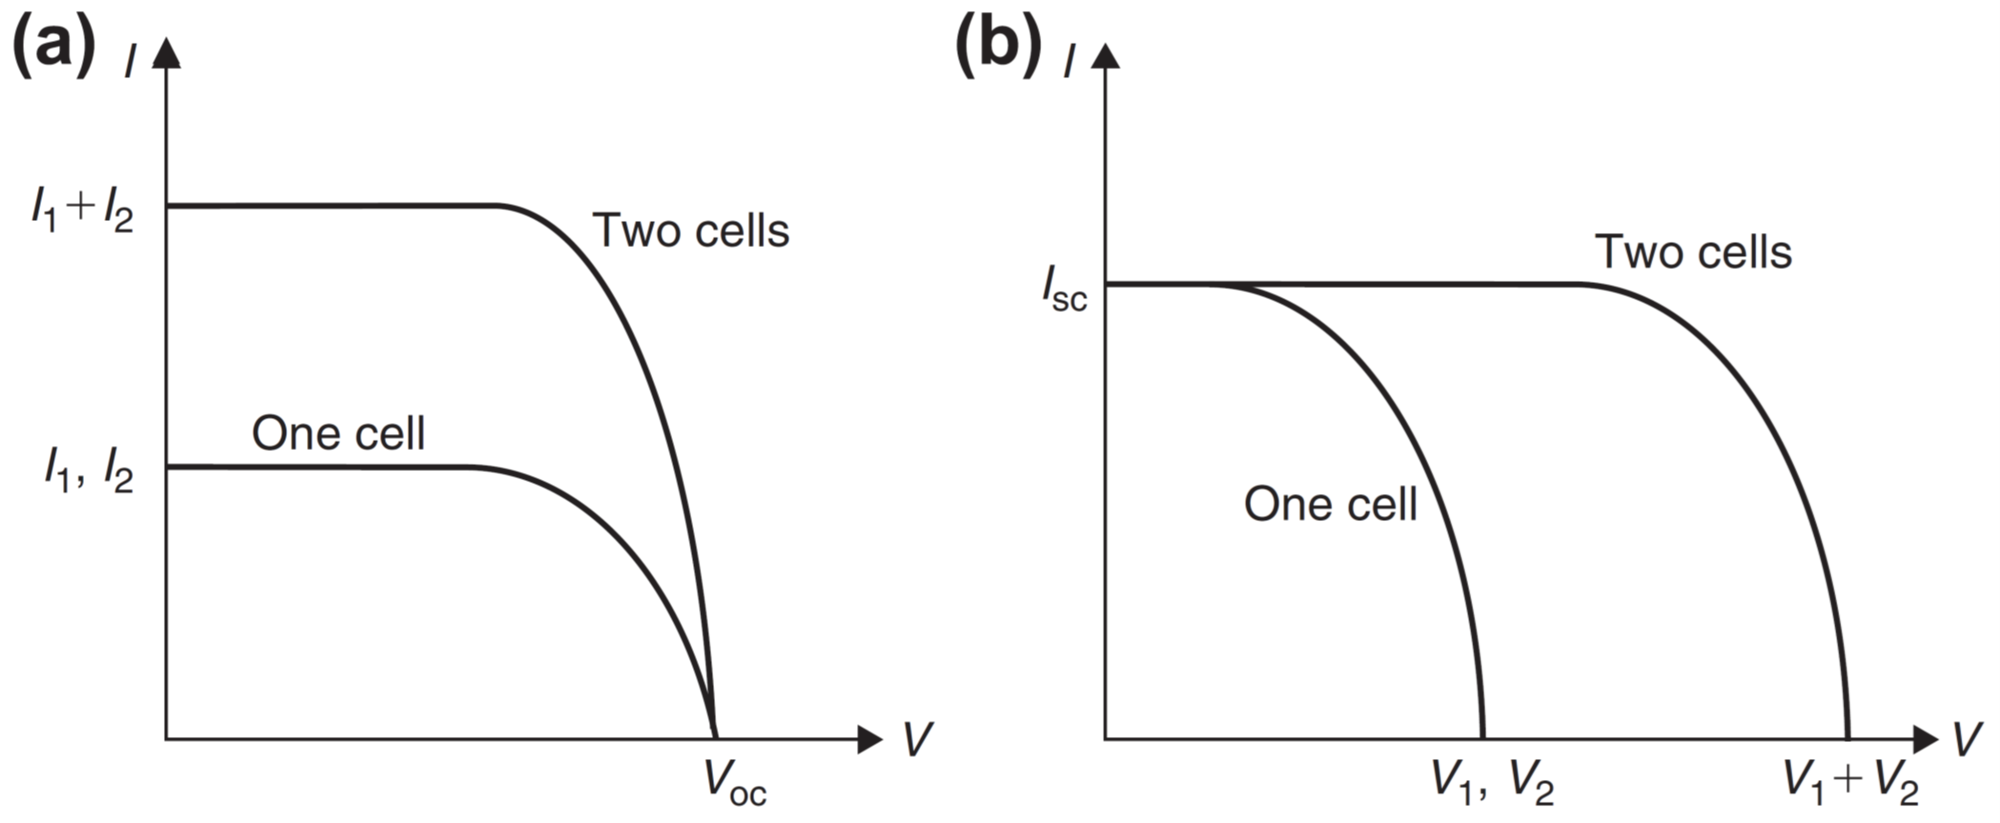 (a)
I
I1+I2
Two cells
One cell
I1, I2
V
Voc
(b)
I
Two cells
Isc
One cell
V
V1, V2
V1+V2